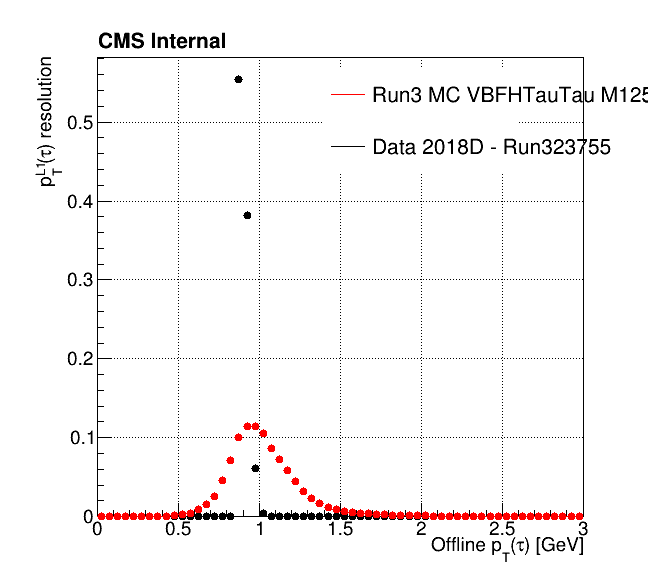 CMS Internal
p_T^L1(τ) resolution
Run3 MC VBFHTauTau M125
Data 2018D - Run323755
0.5
0.4
0.3
0.2
0.1
0
0 0.5 1 1.5 2 2.5 3
Offline p_T(τ) [GeV]